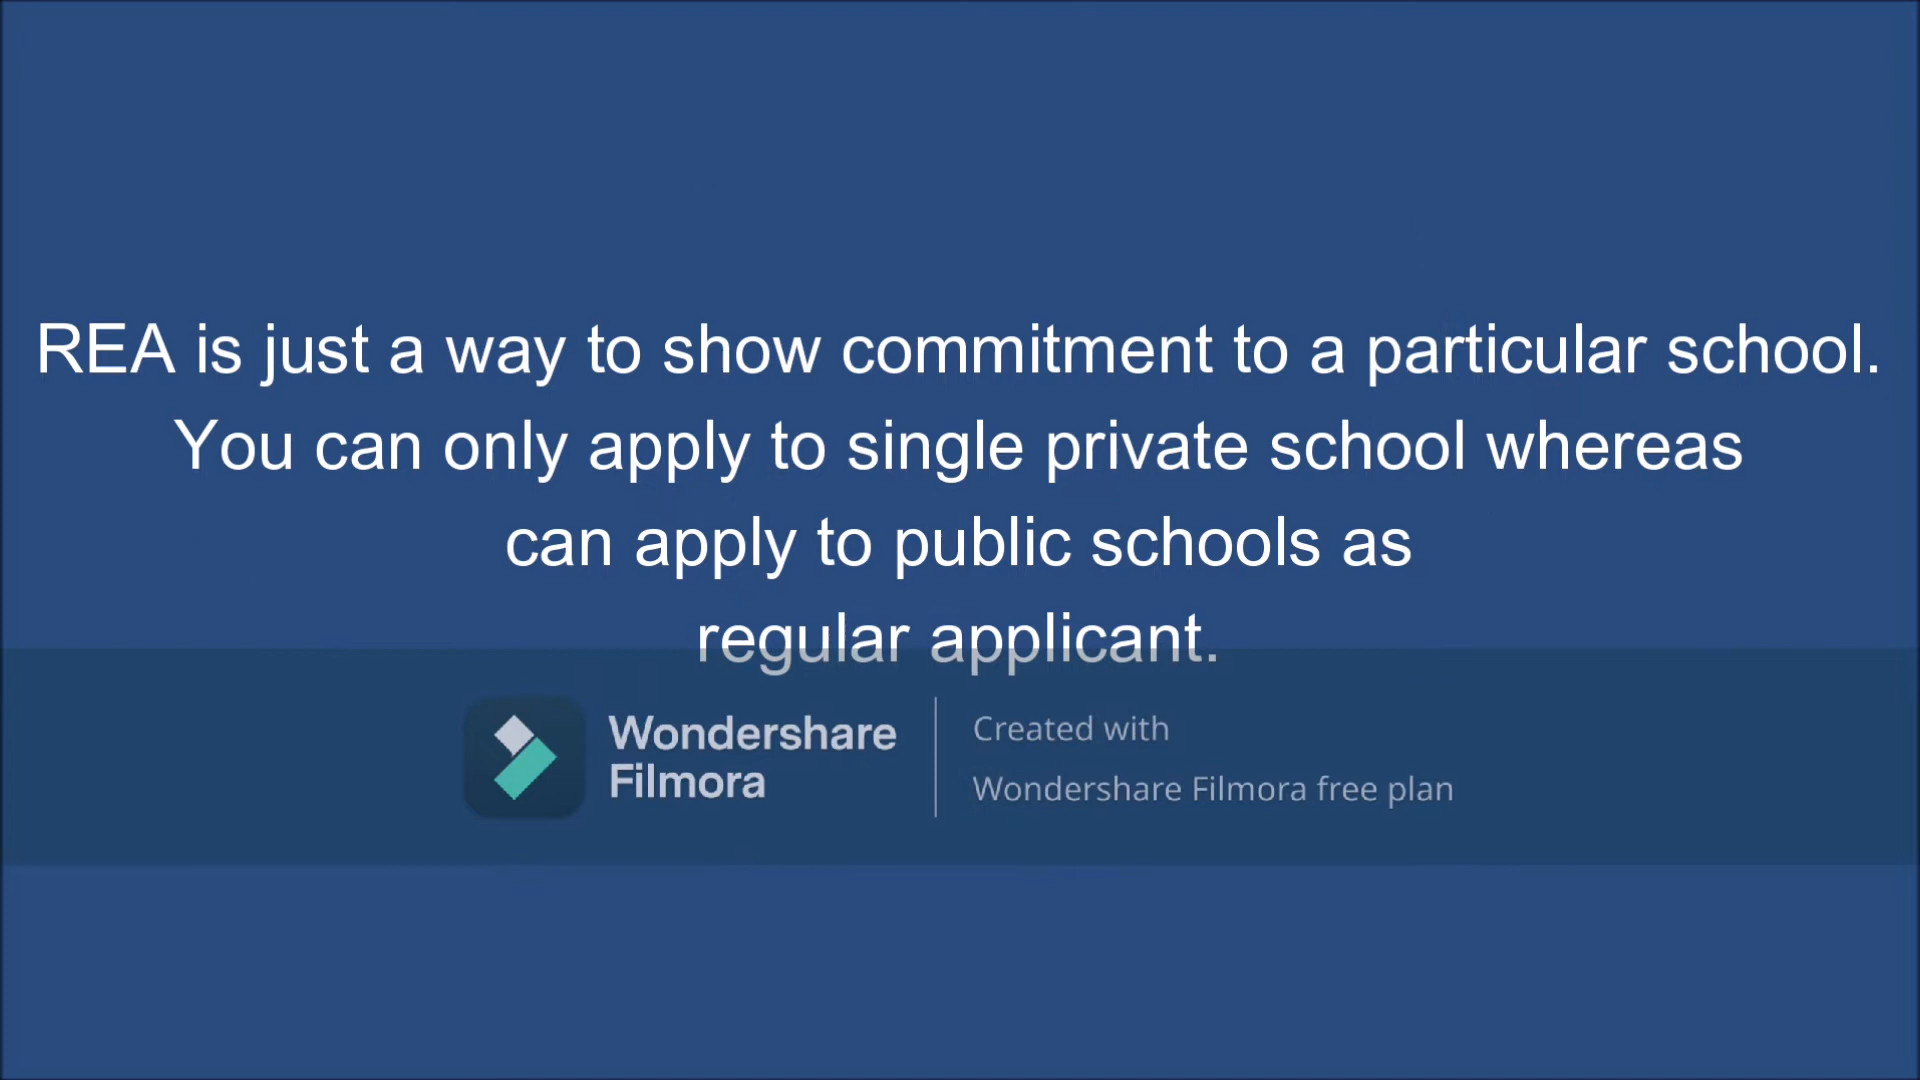 REA is just a way to show commitment to a particular school.
You can only apply to single private school whereas
can apply to public schools as
regular applicant.
Wondershare
Filmora
Created with
Wondershare Filmora free plan